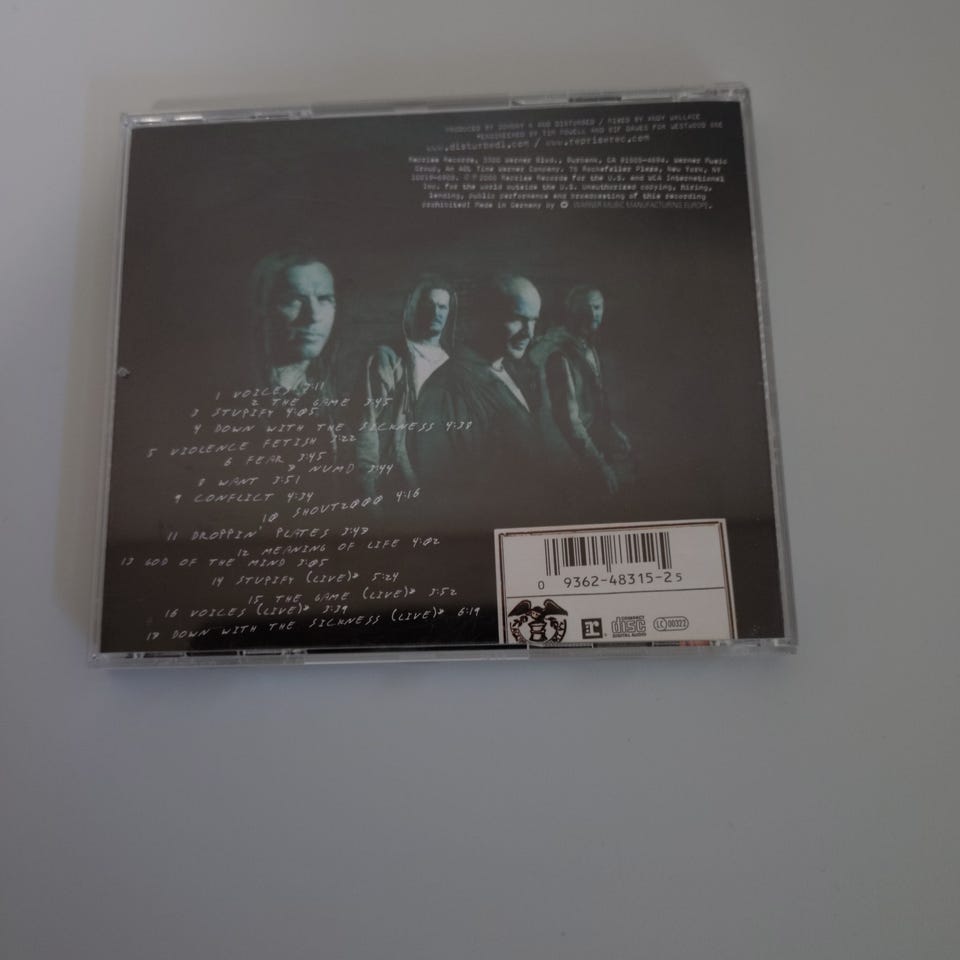 PRODUCED BY JOHNNY K AND DISTURBED / MIXED BY ANDY WALLACE
*ENGINEERED BY TIM POWELL AND BIF DAWES FOR WESTWOOD ONE
www.disturbed1.com / www.repriserec.com
Reprise Records, 3300 Warner Blvd., Burbank, CA 91505-4694. Warner Music
Group, An AOL Time Warner Company. 75 Rockefeller Plaza, New York, NY
10019-6908. ℗ © 2000 Reprise Records for the U.S. and WEA International
Inc. for the world outside the U.S. Unauthorized copying, hiring,
lending, public performance and broadcasting of this recording
prohibited! Made in Germany by WARNER MUSIC MANUFACTURING EUROPE.
1 VOICES 3:11
2 THE GAME 3:45
3 STUPIFY 4:05
4 DOWN WITH THE SICKNESS 4:38
5 VIOLENCE FETISH 3:22
6 FEAR 3:45
7 NUMB 3:44
8 WANT 3:51
9 CONFLICT 4:34
10 SHOUT2000 4:16
11 DROPPIN' PLATES 3:47
12 MEANING OF LIFE 4:02
13 GOD OF THE MIND 3:05
14 STUPIFY (LIVE)* 5:24
15 THE GAME (LIVE)* 3:52
16 VOICES (LIVE)* 3:39
17 DOWN WITH THE SICKNESS (LIVE)* 6:19
0 9362-48315-2 5
COMPACT
disc
DIGITAL AUDIO
LC 00322